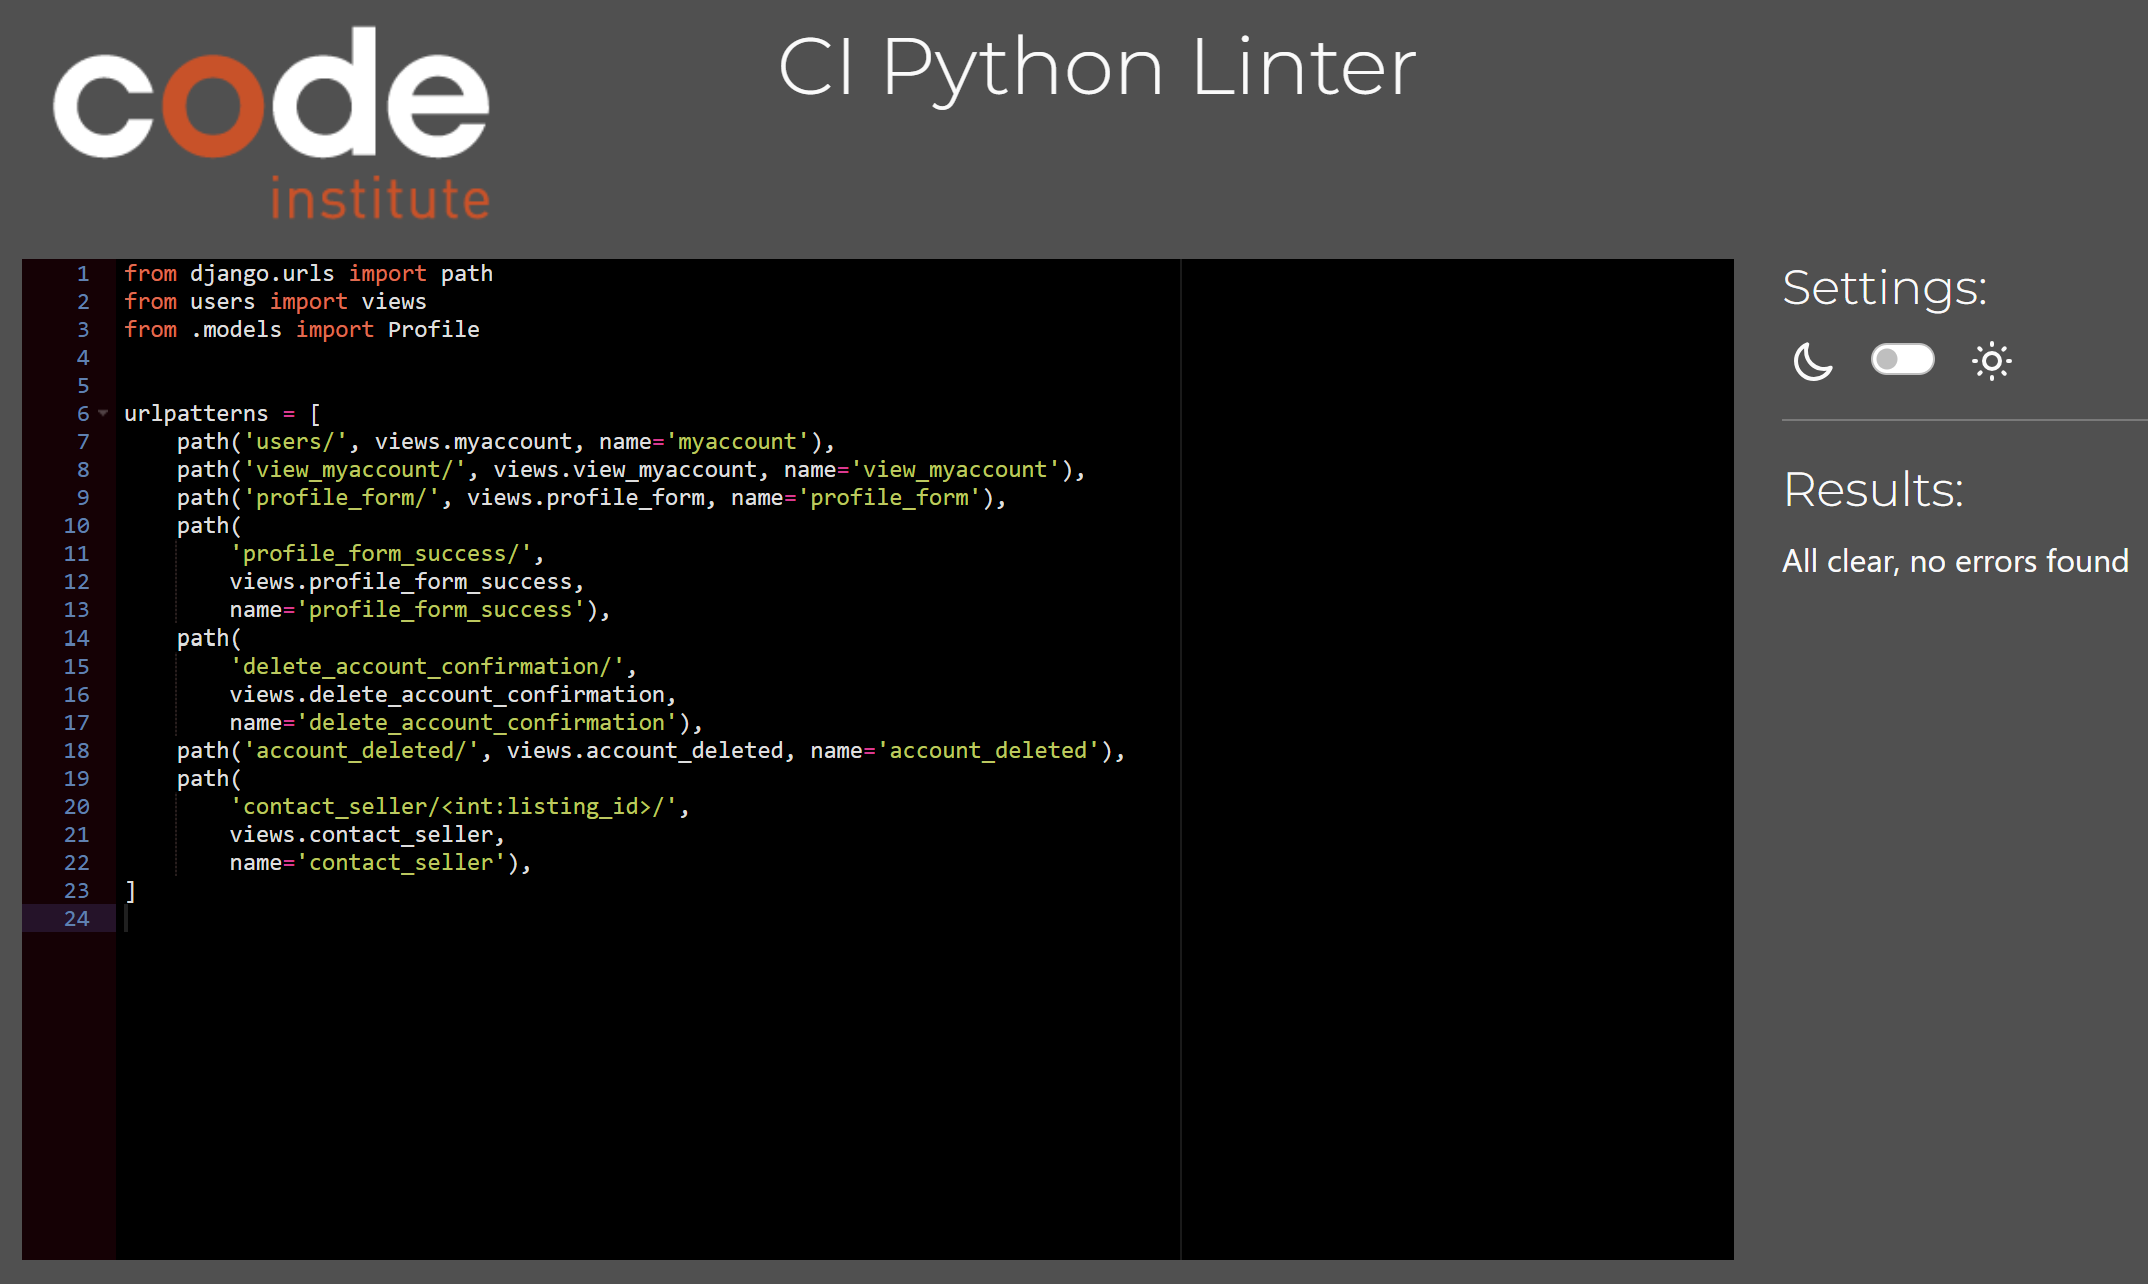 code
institute
CI Python Linter
1 from django.urls import path
2 from users import views
3 from .models import Profile
4
5
6 urlpatterns = [
7     path('users/', views.myaccount, name='myaccount'),
8     path('view_myaccount/', views.view_myaccount, name='view_myaccount'),
9     path('profile_form/', views.profile_form, name='profile_form'),
10     path(
11         'profile_form_success/',
12         views.profile_form_success,
13         name='profile_form_success'),
14     path(
15         'delete_account_confirmation/',
16         views.delete_account_confirmation,
17         name='delete_account_confirmation'),
18     path('account_deleted/', views.account_deleted, name='account_deleted'),
19     path(
20         'contact_seller/<int:listing_id>/',
21         views.contact_seller,
22         name='contact_seller'),
23 ]
24
Settings:
Results:
All clear, no errors found